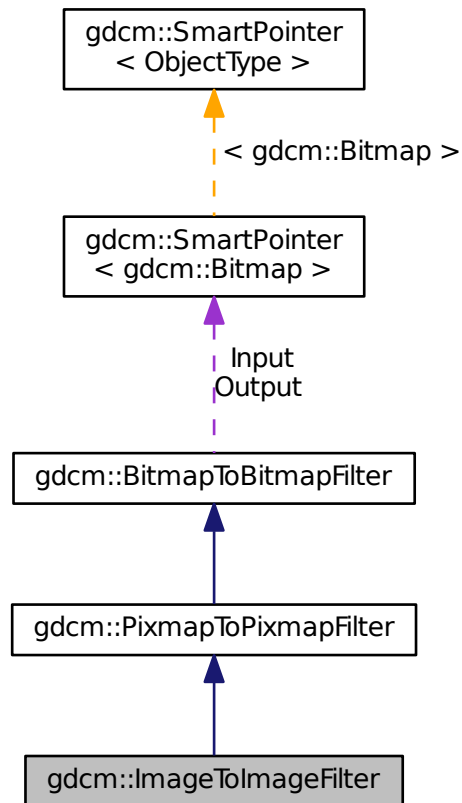 gdcm::SmartPointer
< ObjectType >
< gdcm::Bitmap >
gdcm::SmartPointer
< gdcm::Bitmap >
Input
Output
gdcm::BitmapToBitmapFilter
gdcm::PixmapToPixmapFilter
gdcm::ImageToImageFilter